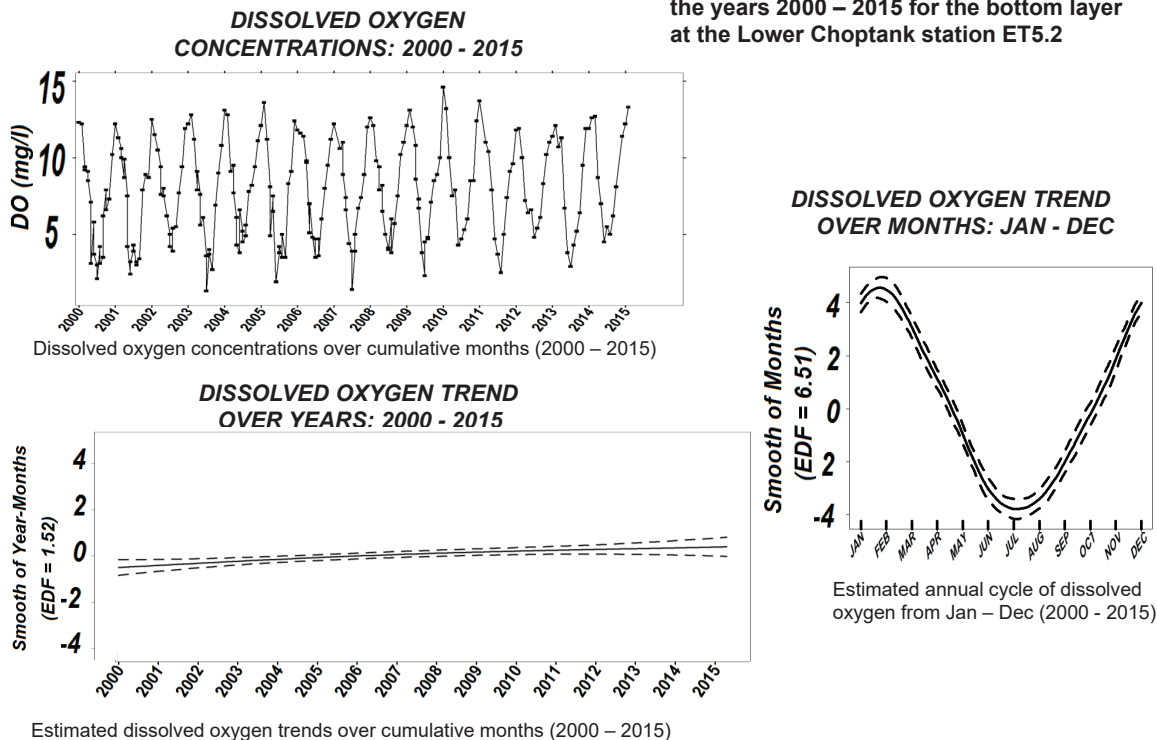 the years 2000 – 2015 for the bottom layer
at the Lower Choptank station ET5.2
DISSOLVED OXYGEN
CONCENTRATIONS: 2000 - 2015
DO (mg/l)
15
10
5
2000 2001 2002 2003 2004 2005 2006 2007 2008 2009 2010 2011 2012 2013 2014 2015
Dissolved oxygen concentrations over cumulative months (2000 – 2015)
DISSOLVED OXYGEN TREND
OVER YEARS: 2000 - 2015
Smooth of Year-Months
(EDF = 1.52)
4
2
0
-2
-4
2000 2001 2002 2003 2004 2005 2006 2007 2008 2009 2010 2011 2012 2013 2014 2015
Estimated dissolved oxygen trends over cumulative months (2000 – 2015)
DISSOLVED OXYGEN TREND
OVER MONTHS: JAN - DEC
Smooth of Months
(EDF = 6.51)
4
2
0
2
-4
JAN FEB MAR APR MAY JUN JUL AUG SEP OCT NOV DEC
Estimated annual cycle of dissolved
oxygen from Jan – Dec (2000 - 2015)